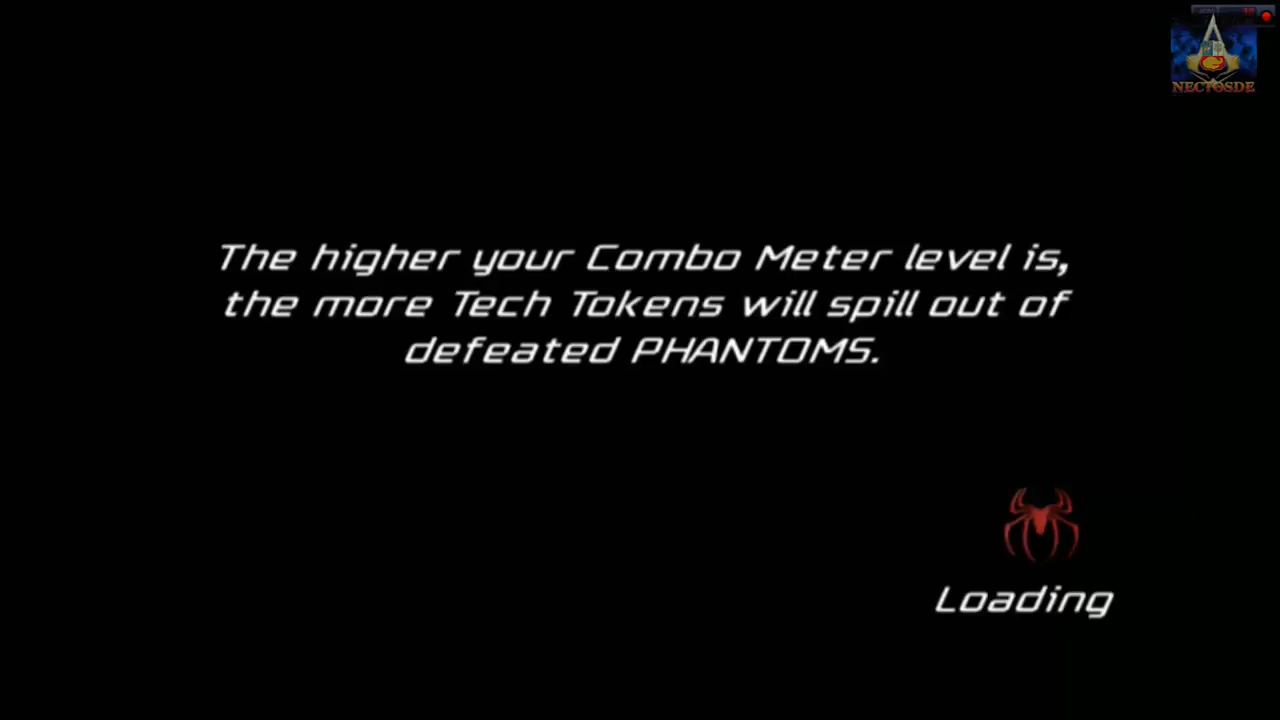 NECTOSDE
The higher your Combo Meter level is,
the more Tech Tokens will spill out of
defeated PHANTOMS.
Loading